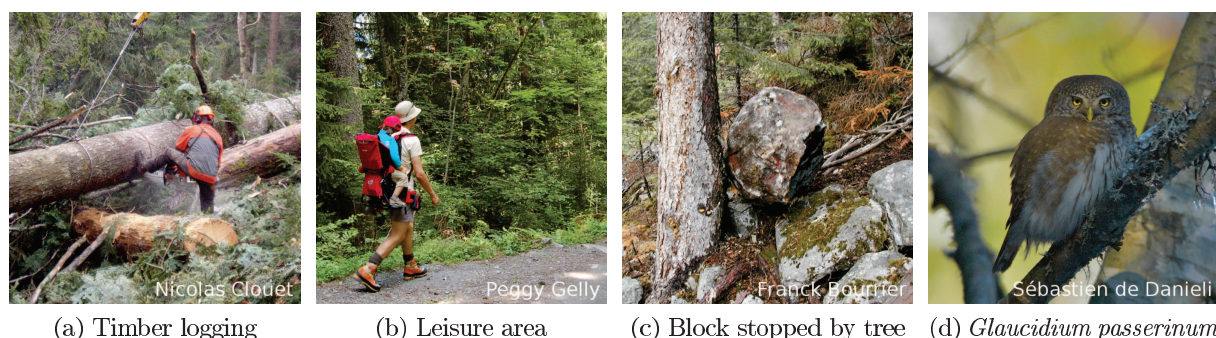 Nicolas Clouet
Peggy Gelly
Franck Bourrier
Sébastien de Danieli
(a) Timber logging
(b) Leisure area
(c) Block stopped by tree
(d) Glaucidium passerinum